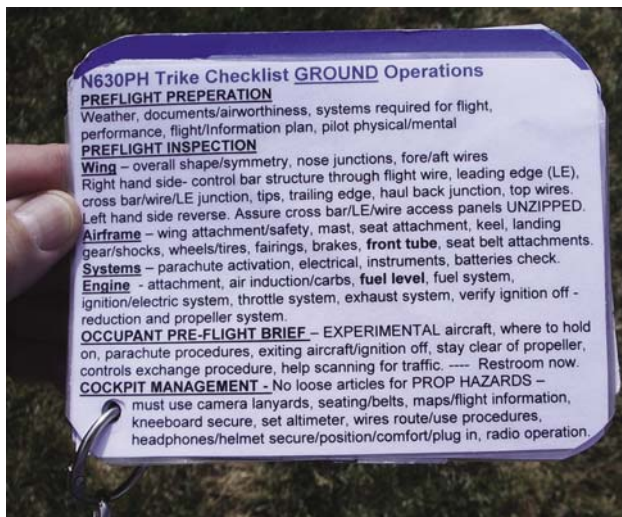 N630PH Trike Checklist GROUND Operations
PREFLIGHT PREPERATION
Weather, documents/airworthiness, systems required for flight,
performance, flight/Information plan, pilot physical/mental
PREFLIGHT INSPECTION
Wing – overall shape/symmetry, nose junctions, fore/aft wires
Right hand side- control bar structure through flight wire, leading edge (LE),
cross bar/wire/LE junction, tips, trailing edge, haul back junction, top wires.
Left hand side reverse. Assure cross bar/LE/wire access panels UNZIPPED.
Airframe – wing attachment/safety, mast, seat attachment, keel, landing
gear/shocks, wheels/tires, fairings, brakes, front tube, seat belt attachments.
Systems – parachute activation, electrical, instruments, batteries check.
Engine - attachment, air induction/carbs, fuel level, fuel system,
ignition/electric system, throttle system, exhaust system, verify ignition off -
reduction and propeller system.
OCCUPANT PRE-FLIGHT BRIEF – EXPERIMENTAL aircraft, where to hold
on, parachute procedures, exiting aircraft/ignition off, stay clear of propeller,
controls exchange procedure, help scanning for traffic. ---- Restroom now.
COCKPIT MANAGEMENT - No loose articles for PROP HAZARDS –
must use camera lanyards, seating/belts, maps/flight information,
kneeboard secure, set altimeter, wires route/use procedures,
headphones/helmet secure/position/comfort/plug in, radio operation.